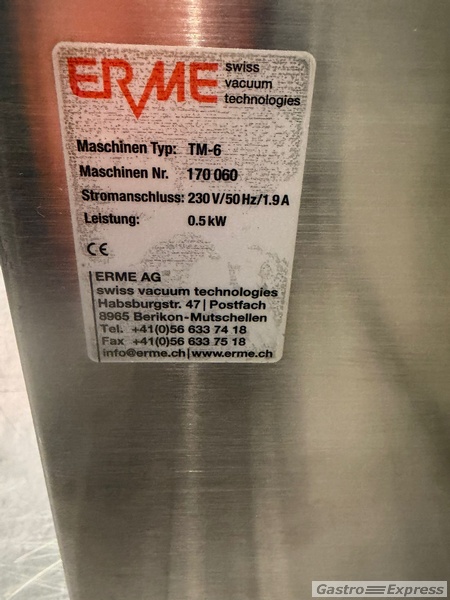 ERME swiss
vacuum
technologies
Maschinen Typ: TM-6
Maschinen Nr. 170 060
Stromanschluss: 230 V/50 Hz/1.9 A
Leistung: 0.5 kW
CE
ERME AG
swiss vacuum technologies
Habsburgstr. 47 | Postfach
8965 Berikon-Mutschellen
Tel. +41(0)56 633 74 18
Fax +41(0)56 633 75 18
info@erme.ch | www.erme.ch
Gastro Express